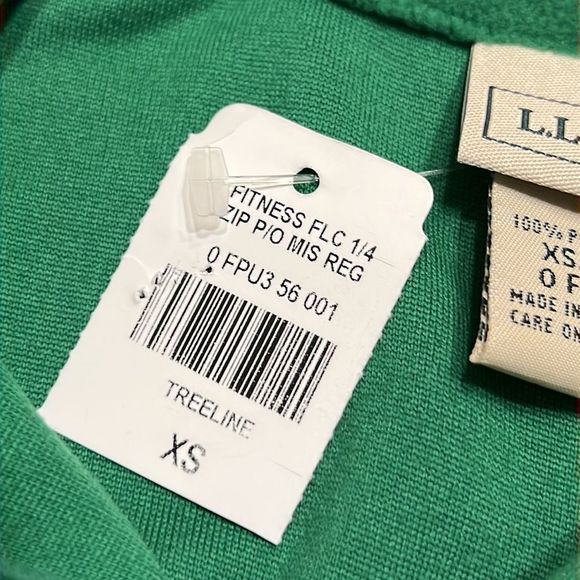 FITNESS FLC 1/4
ZIP P/O MIS REG
0 FPU3 56 001
TREELINE
XS
L.L
100% P
XS
0 F
MADE IN
CARE ON